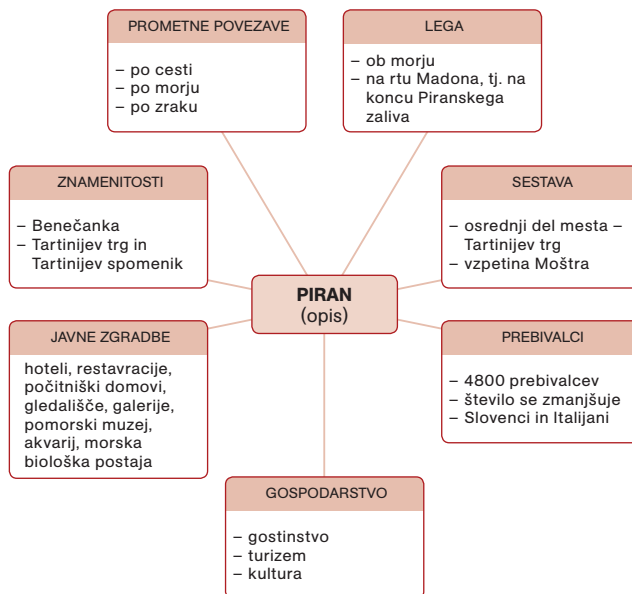 PROMETNE POVEZAVE
– po cesti
– po morju
– po zraku
LEGA
– ob morju
– na rtu Madona, tj. na
koncu Piranskega
zaliva
ZNAMENITOSTI
– Benečanka
– Tartinijev trg in
Tartinijev spomenik
SESTAVA
– osrednji del mesta –
Tartinijev trg
– vzpetina Moštra
PIRAN
(opis)
JAVNE ZGRADBE
hoteli, restavracije,
počitniški domovi,
gledališče, galerije,
pomorski muzej,
akvarij, morska
biološka postaja
PREBIVALCI
– 4800 prebivalcev
– število se zmanjšuje
– Slovenci in Italijani
GOSPODARSTVO
– gostinstvo
– turizem
– kultura